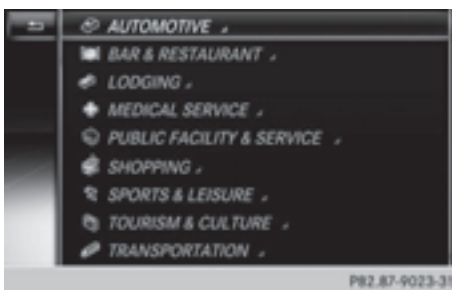 AUTOMOTIVE
BAR & RESTAURANT
LODGING
MEDICAL SERVICE
PUBLIC FACILITY & SERVICE
SHOPPING
SPORTS & LEISURE
TOURISM & CULTURE
TRANSPORTATION
P82.87-9023-31